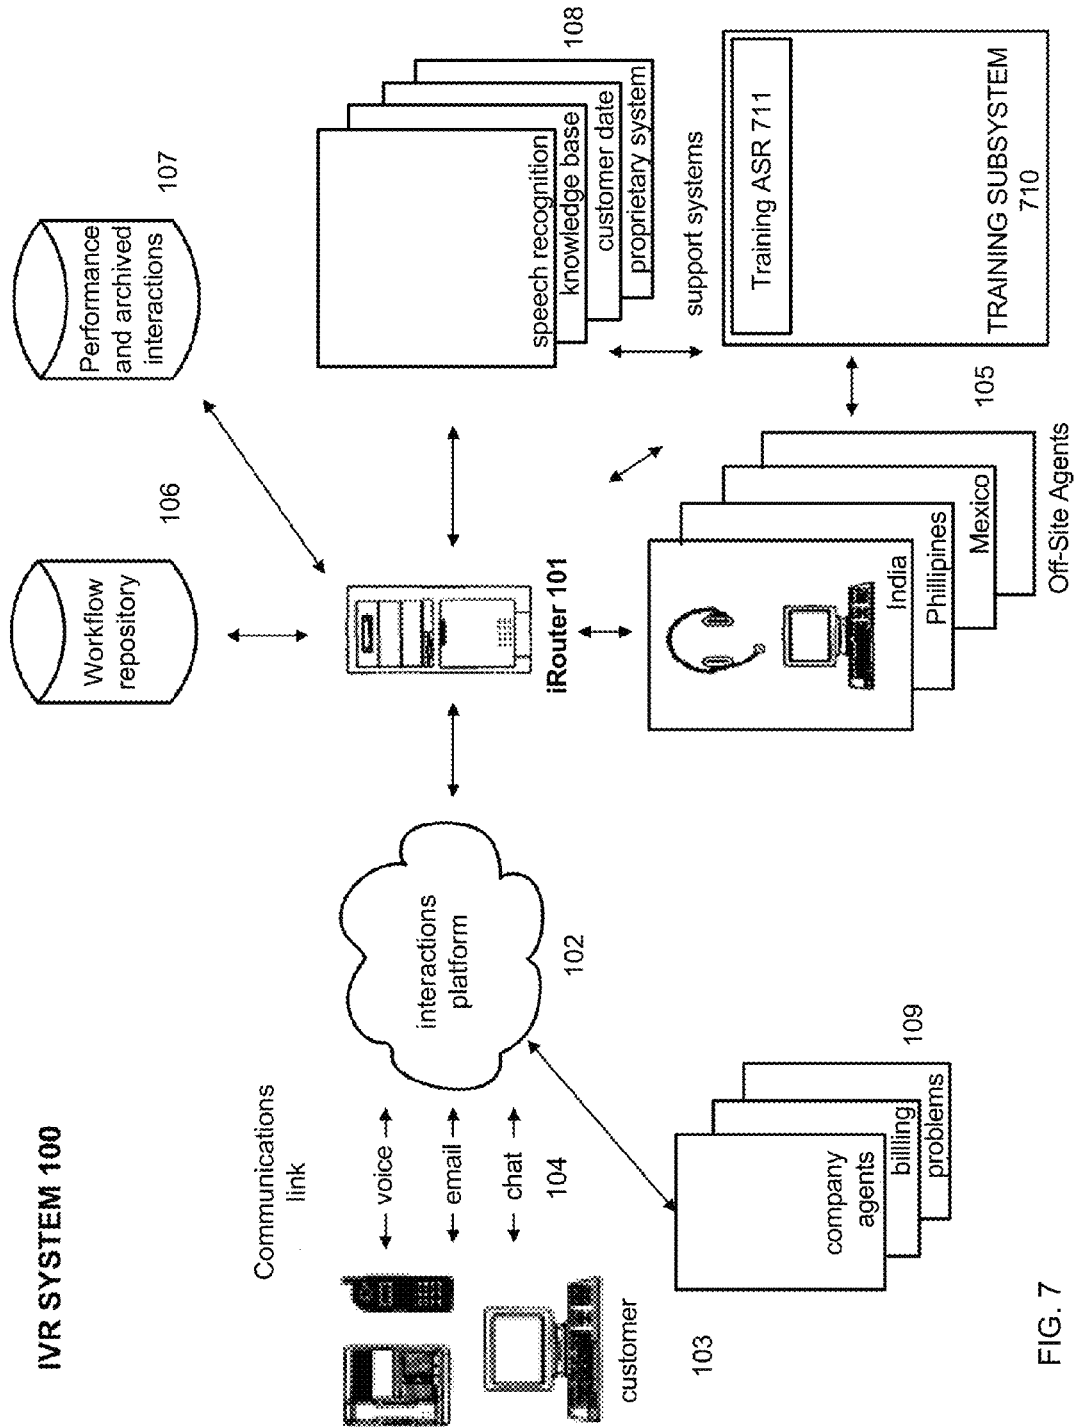 IVR SYSTEM 100
Communications
link
voice
email
chat
104
customer
103
interactions
platform
102
company
agents
billling
problems
109
Workflow
repository
106
Performance
and archived
interactions
107
iRouter 101
speech recognition
knowledge base
customer date
proprietary system
108
support systems
India
Phillipines
Mexico
105
Off-Site Agents
Training ASR 711
TRAINING SUBSYSTEM
710
FIG. 7